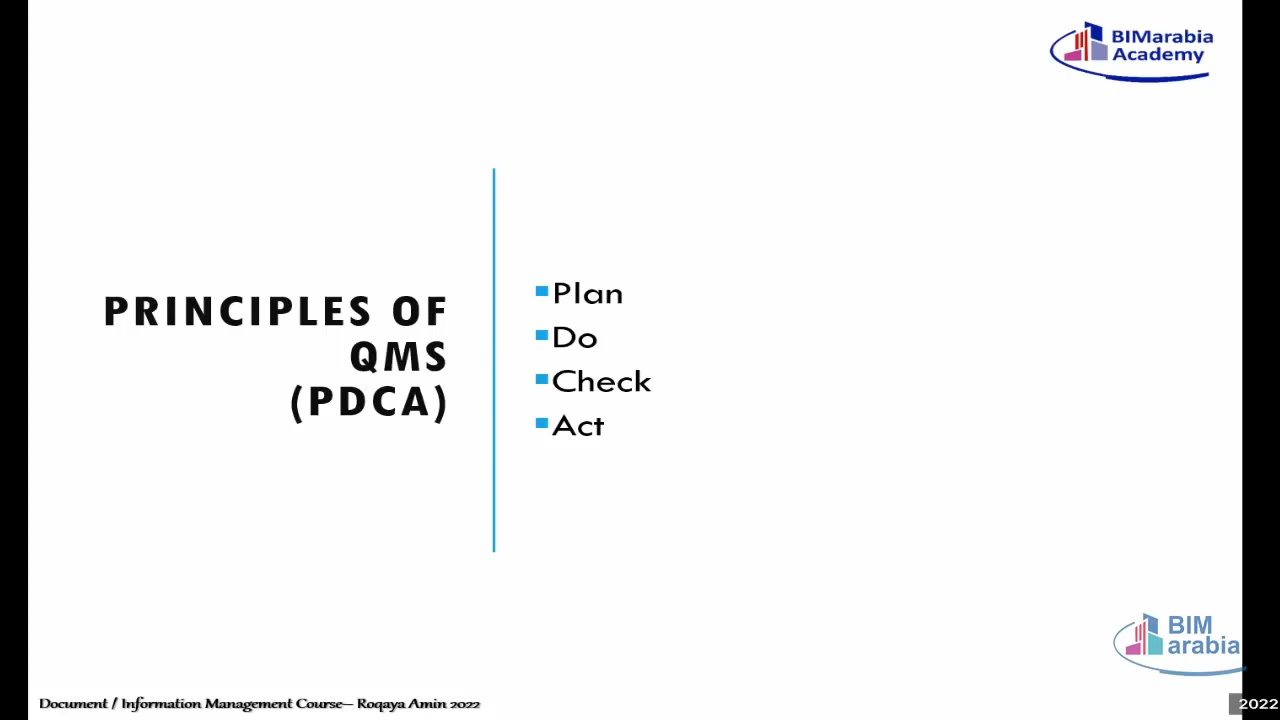 BIMarabia
Academy
PRINCIPLES OF
QMS
(PDCA)
Plan
Do
Check
Act
BIM
arabia
Document / Information Management Course– Roqaya Amin 2022
2022